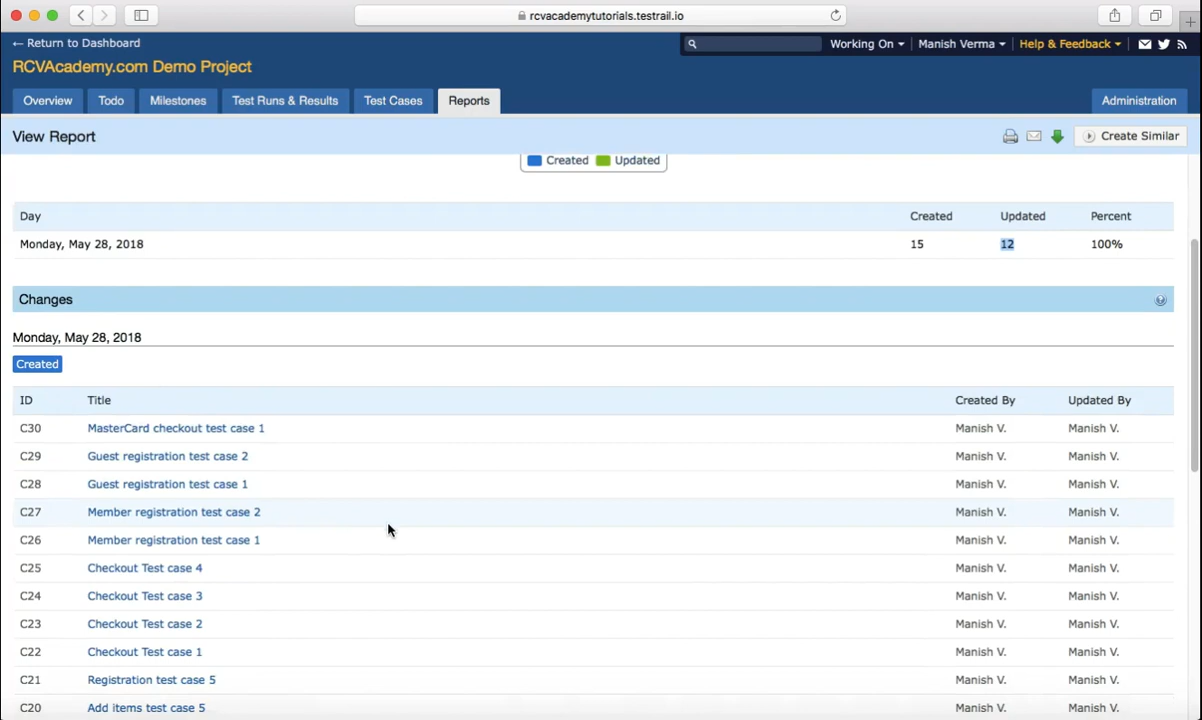 rcvacademytutorials.testrail.io
← Return to Dashboard
Working On Manish Verma Help & Feedback
RCVAcademy.com Demo Project
Overview Todo Milestones Test Runs & Results Test Cases Reports Administration
View Report Create Similar
Created Updated
Day Created Updated Percent
Monday, May 28, 2018 15 12 100%
Changes
Monday, May 28, 2018
Created
ID Title Created By Updated By
C30 MasterCard checkout test case 1 Manish V. Manish V.
C29 Guest registration test case 2 Manish V. Manish V.
C28 Guest registration test case 1 Manish V. Manish V.
C27 Member registration test case 2 Manish V. Manish V.
C26 Member registration test case 1 Manish V. Manish V.
C25 Checkout Test case 4 Manish V. Manish V.
C24 Checkout Test case 3 Manish V. Manish V.
C23 Checkout Test case 2 Manish V. Manish V.
C22 Checkout Test case 1 Manish V. Manish V.
C21 Registration test case 5 Manish V. Manish V.
C20 Add items test case 5 Manish V. Manish V.